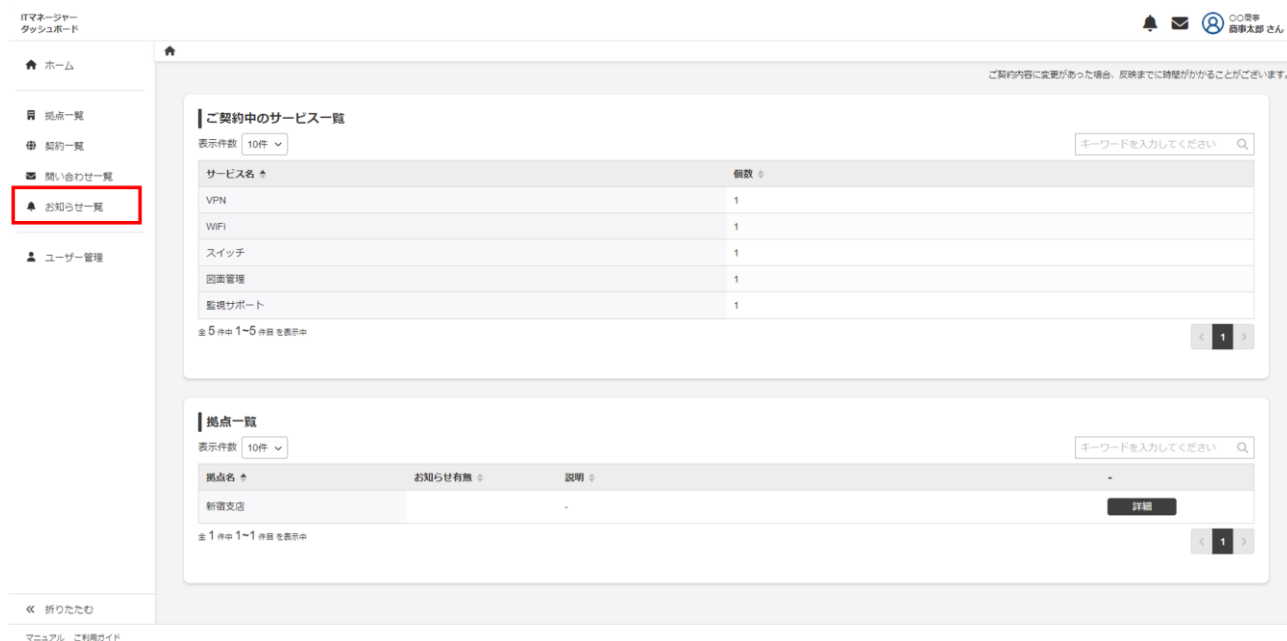 ITマネージャー
ダッシュボード
〇〇商事
商事太郎 さん
ホーム
拠点一覧
契約一覧
問い合わせ一覧
お知らせ一覧
ユーザー管理
ご契約内容に変更があった場合、反映までに時間がかかることがございます。
ご契約中のサービス一覧
表示件数 10件
キーワードを入力してください
サービス名 個数
VPN 1
WiFi 1
スイッチ 1
図面管理 1
監視サポート 1
全 5 件中 1~5 件目 を表示中
< 1 >
拠点一覧
表示件数 10件
キーワードを入力してください
拠点名 お知らせ有無 説明 -
新宿支店 - 詳細
全 1 件中 1~1 件目 を表示中
< 1 >
折りたたむ
マニュアル ご利用ガイド